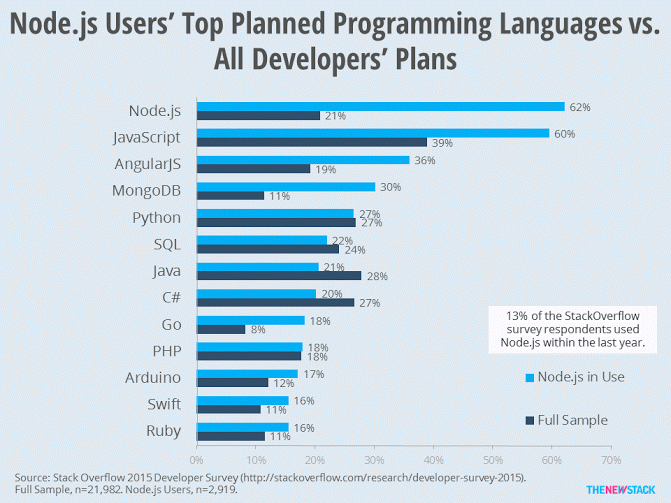 Node.js Users' Top Planned Programming Languages vs.
All Developers' Plans
Node.js
62%
21%
JavaScript
60%
39%
AngularJS
36%
19%
MongoDB
30%
11%
Python
27%
27%
SQL
22%
24%
Java
21%
28%
C#
20%
27%
Go
18%
8%
PHP
18%
18%
Arduino
17%
12%
Swift
16%
11%
Ruby
16%
11%
13% of the StackOverflow
survey respondents used
Node.js within the last year.
Node.js in Use
Full Sample
0% 10% 20% 30% 40% 50% 60% 70%
Source: Stack Overflow 2015 Developer Survey (http://stackoverflow.com/research/developer-survey-2015).
Full Sample, n=21,982. Node.js Users, n=2,919.
THENEWSTACK